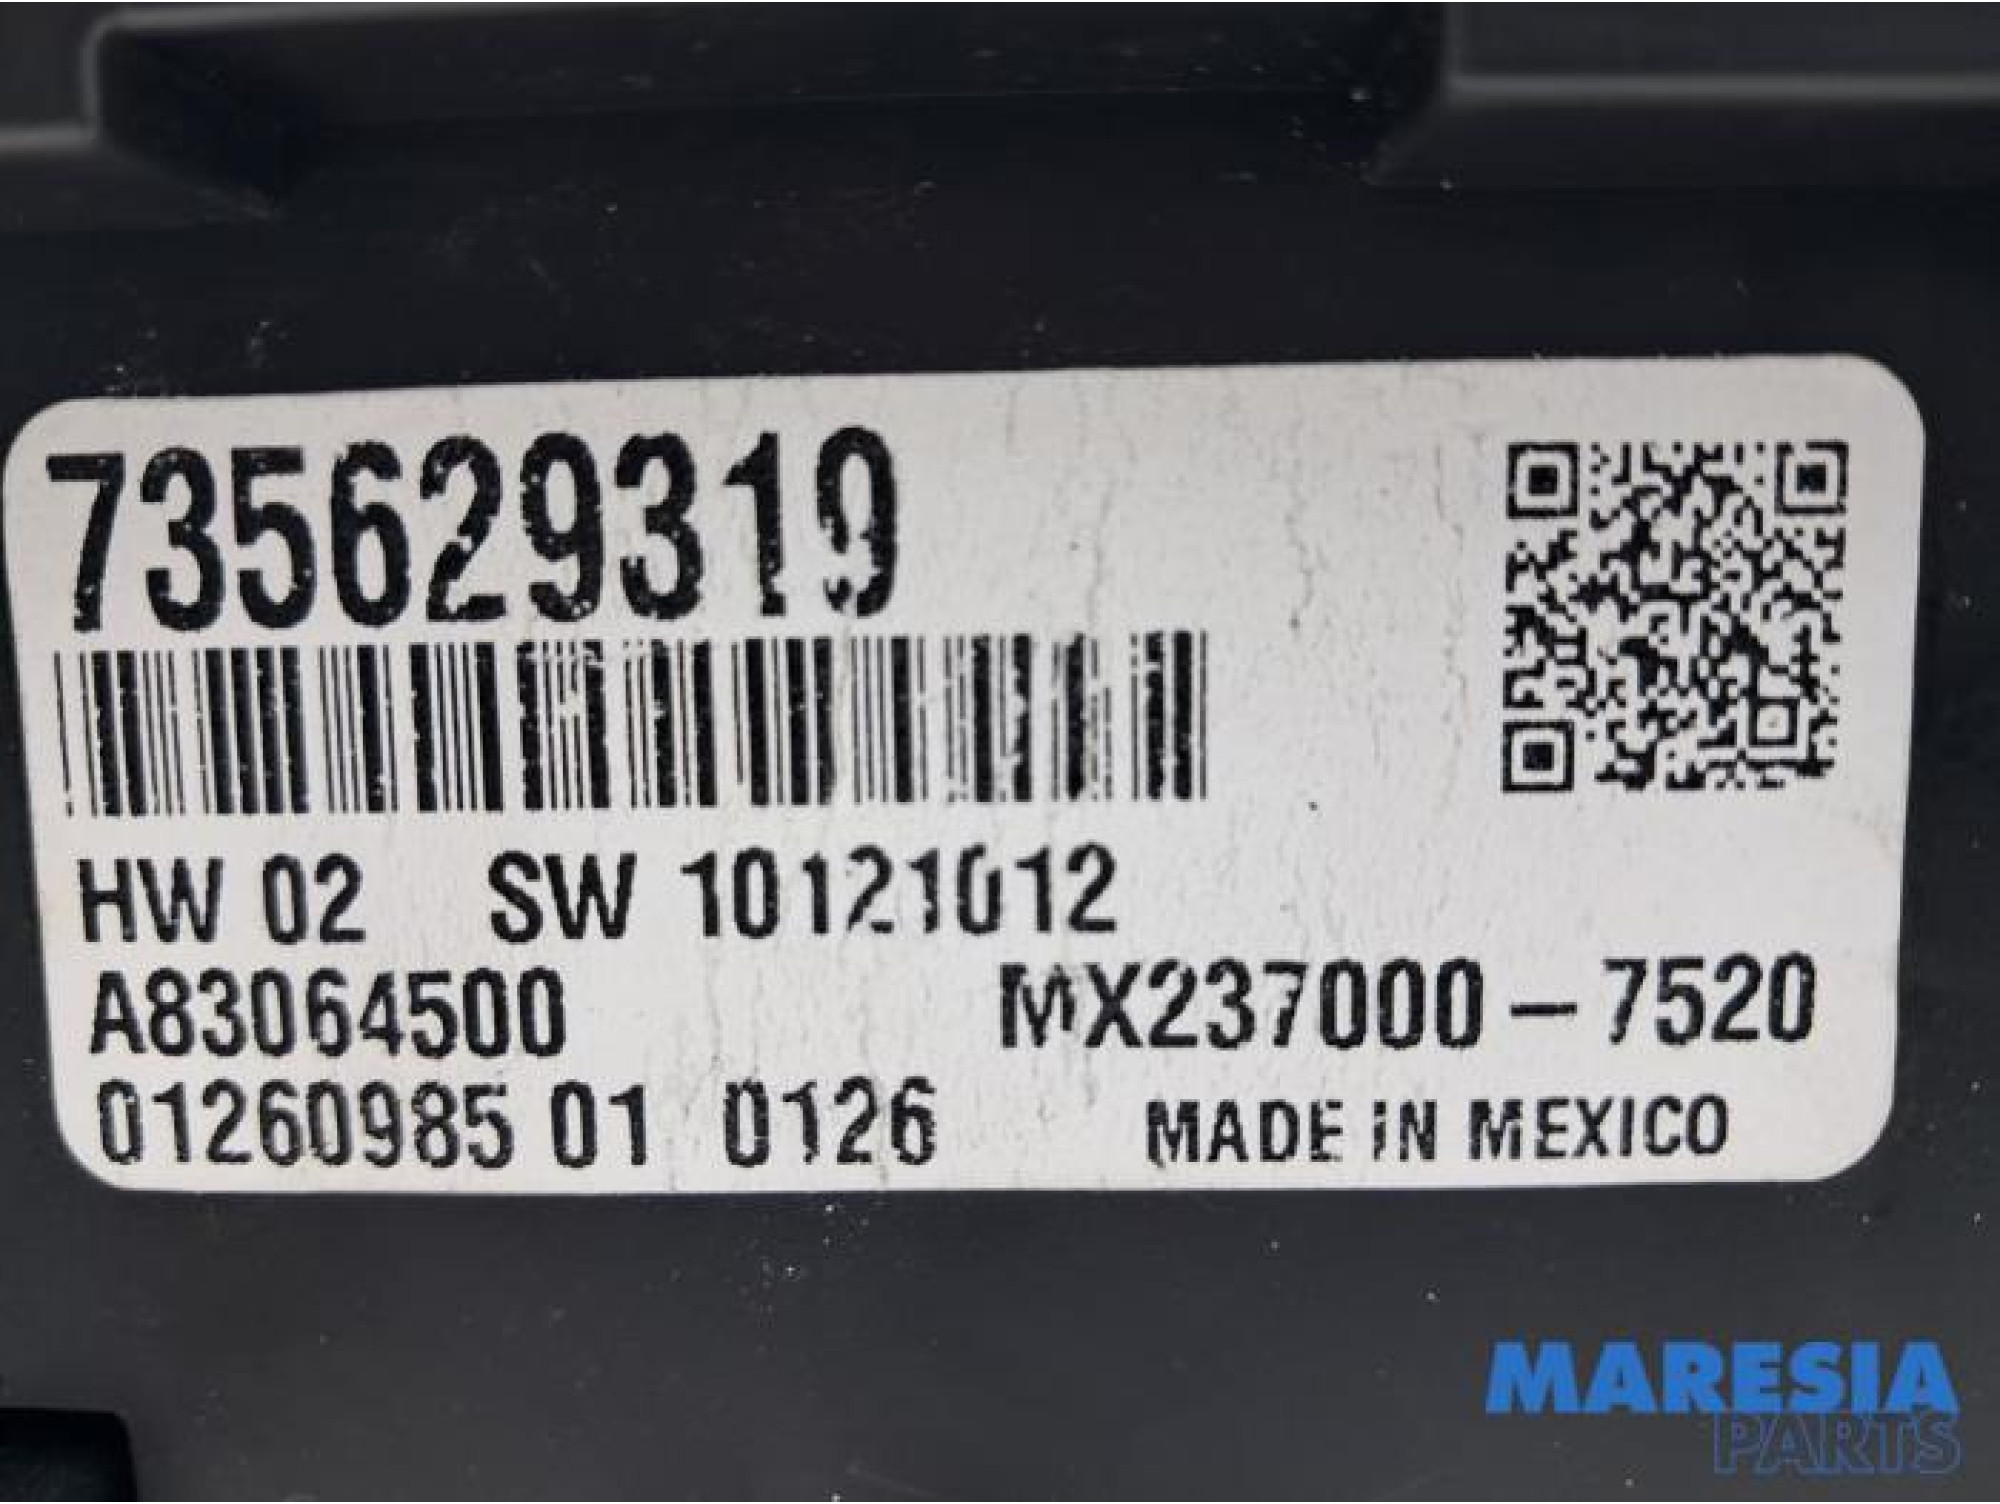 735629319
HW 02 SW 10121012
A83064500 MX237000-7520
01260985 01 0126 MADE IN MEXICO
MARESIA
PARTS